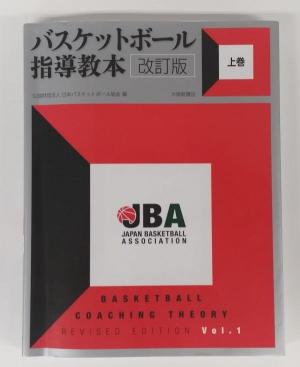 バスケットボール
指導教本 改訂版
上巻
公益財団法人 日本バスケットボール協会 編
大修館書店
JBA
JAPAN BASKETBALL
ASSOCIATION
BASKETBALL
COACHING THEORY
REVISED EDITION Vol.1